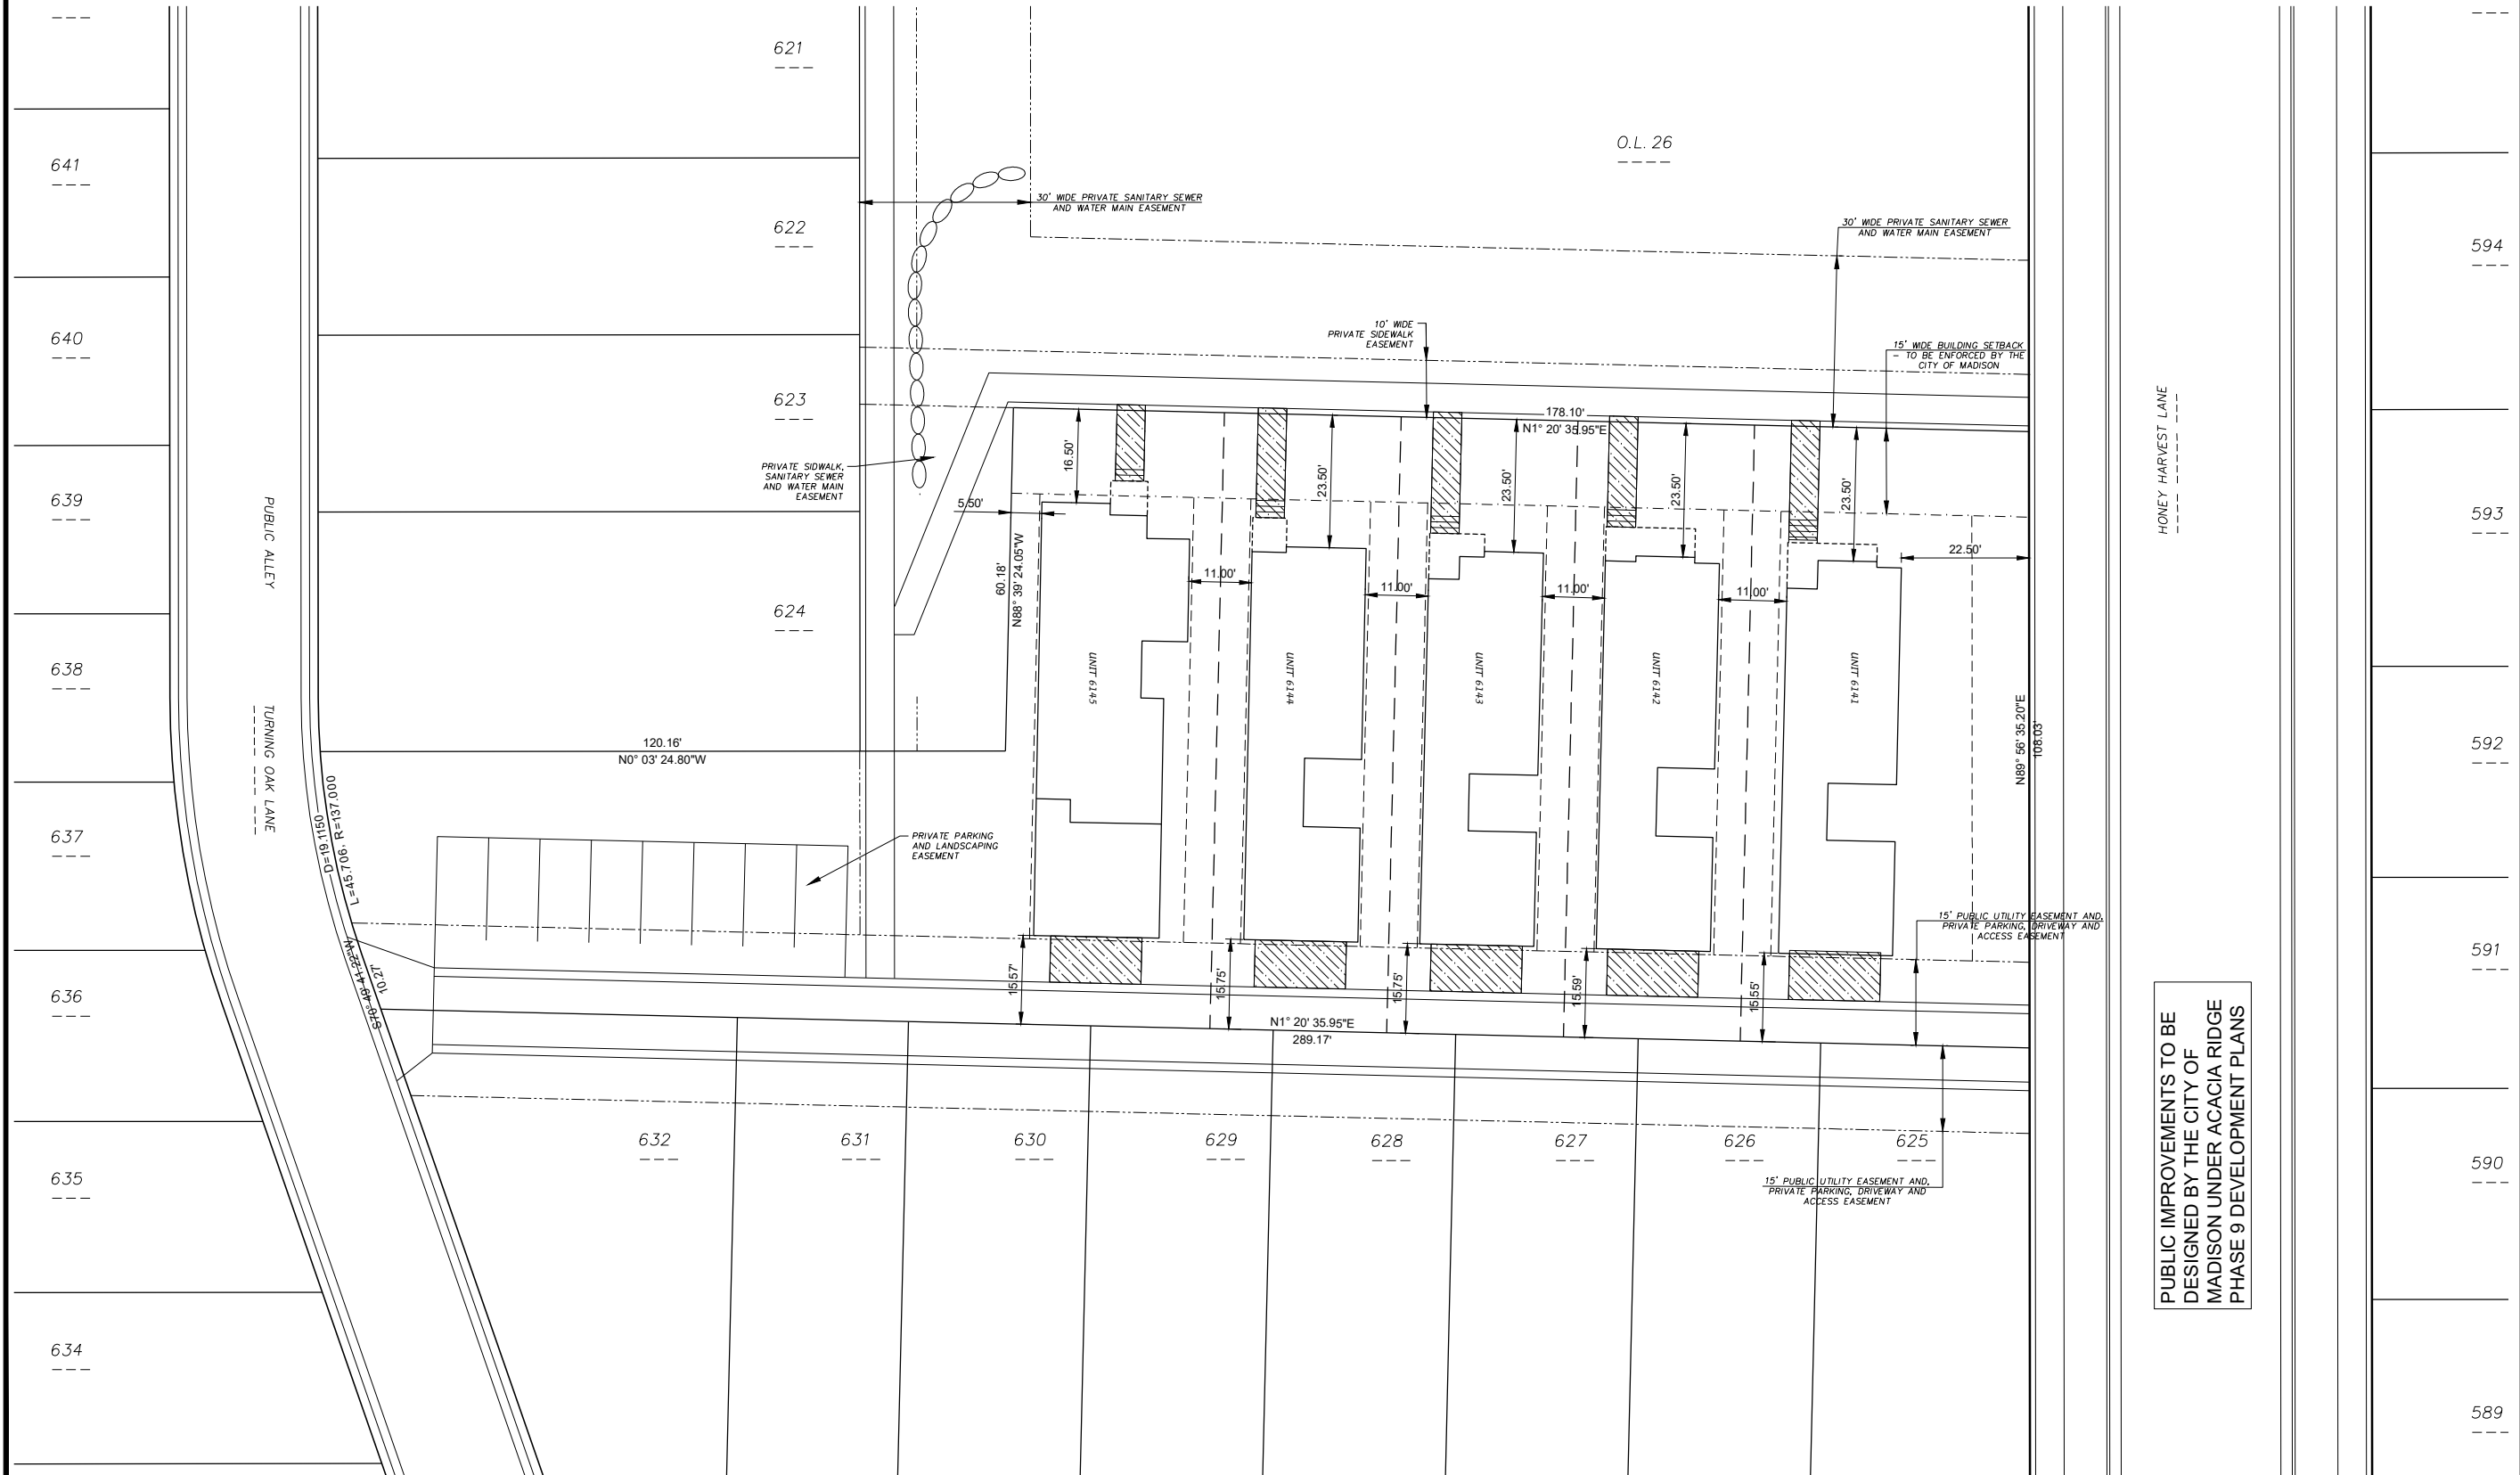 621
O.L. 26
641
30' WIDE PRIVATE SANITARY SEWER
AND WATER MAIN EASEMENT
622
30' WIDE PRIVATE SANITARY SEWER
AND WATER MAIN EASEMENT
594
640
10' WIDE
PRIVATE SIDEWALK
EASEMENT
15' WIDE BUILDING SETBACK
- TO BE ENFORCED BY THE
CITY OF MADISON
623
178.10'
N1° 20' 35.95"E
HONEY HARVEST LANE
16.50'
23.50'
23.50'
23.50'
23.50'
PRIVATE SIDWALK,
SANITARY SEWER
AND WATER MAIN
EASEMENT
639
5.50'
593
PUBLIC ALLEY
60.18'
N88° 39' 24.05"W
22.50'
11.00'
11.00'
11.00'
11.00'
624
638
UNIT 6145
UNIT 6144
UNIT 6143
UNIT 6142
UNIT 6141
TURNING OAK LANE
120.16'
N0° 03' 24.80"W
N89° 56' 35.20"E
108.03'
592
637
D=19.1150
L=45.706, R=137.000
PRIVATE PARKING
AND LANDSCAPING
EASEMENT
15' PUBLIC UTILITY EASEMENT AND,
PRIVATE PARKING, DRIVEWAY AND
ACCESS EASEMENT
591
S70° 49' 41.22"W
10.27'
636
15.57'
15.75'
15.75'
15.59'
15.55'
N1° 20' 35.95"E
289.17'
PUBLIC IMPROVEMENTS TO BE
DESIGNED BY THE CITY OF
MADISON UNDER ACACIA RIDGE
PHASE 9 DEVELOPMENT PLANS
632
631
630
629
628
627
626
625
590
635
15' PUBLIC UTILITY EASEMENT AND,
PRIVATE PARKING, DRIVEWAY AND
ACCESS EASEMENT
634
589